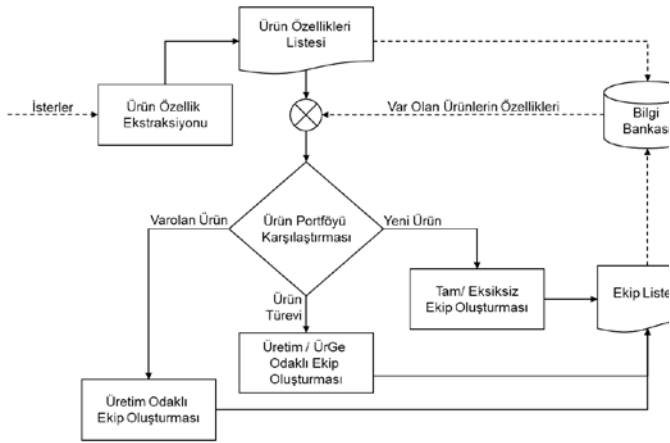 Ürün Özellikleri
Listesi
İsterler
Ürün Özellik
Ekstraksiyonu
Var Olan Ürünlerin Özellikleri
Bilgi
Bankası
Varolan Ürün
Ürün Portföyü
Karşılaştırması
Yeni Ürün
Ürün
Türevi
Tam/ Eksiksiz
Ekip Oluşturması
Ekip Liste
Üretim / ÜrGe
Odaklı Ekip
Oluşturması
Üretim Odaklı
Ekip Oluşturması